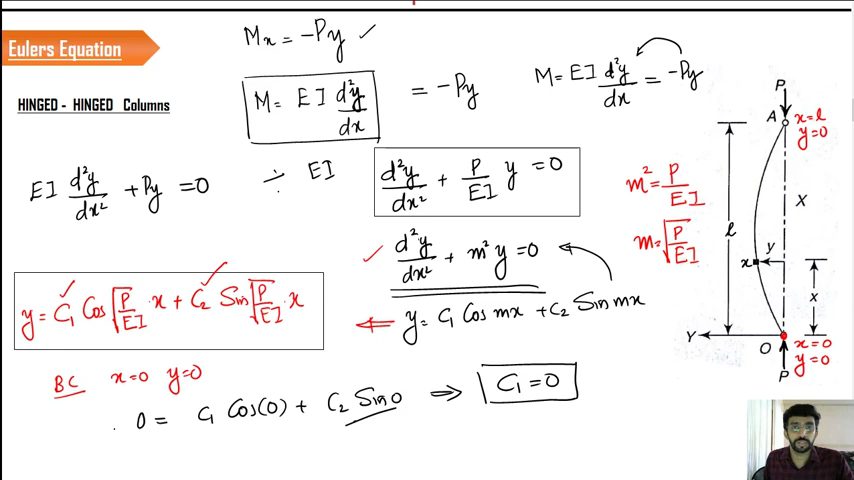 Eulers Equation
HINGED - HINGED Columns
Mx = -Py ✓
M = EI d²y/dx = -Py
M = EI d²y/dx = -Py
EI d²y/dx² + Py = 0 ÷ EI
d²y/dx² + P/EI y = 0
m² = P/EI
m = √P/EI
✓ d²y/dx² + m²y = 0
y = C₁ Cos mx + C₂ Sin mx
y = C₁ Cos √P/EI · x + C₂ Sin √P/EI · x
BC x=0 y=0
0 = C₁ Cos(0) + C₂ Sin 0 ⇒ C₁ = 0
P
A
x=l
y=0
l
X
y
x
x
Y
O
x=0
y=0
P